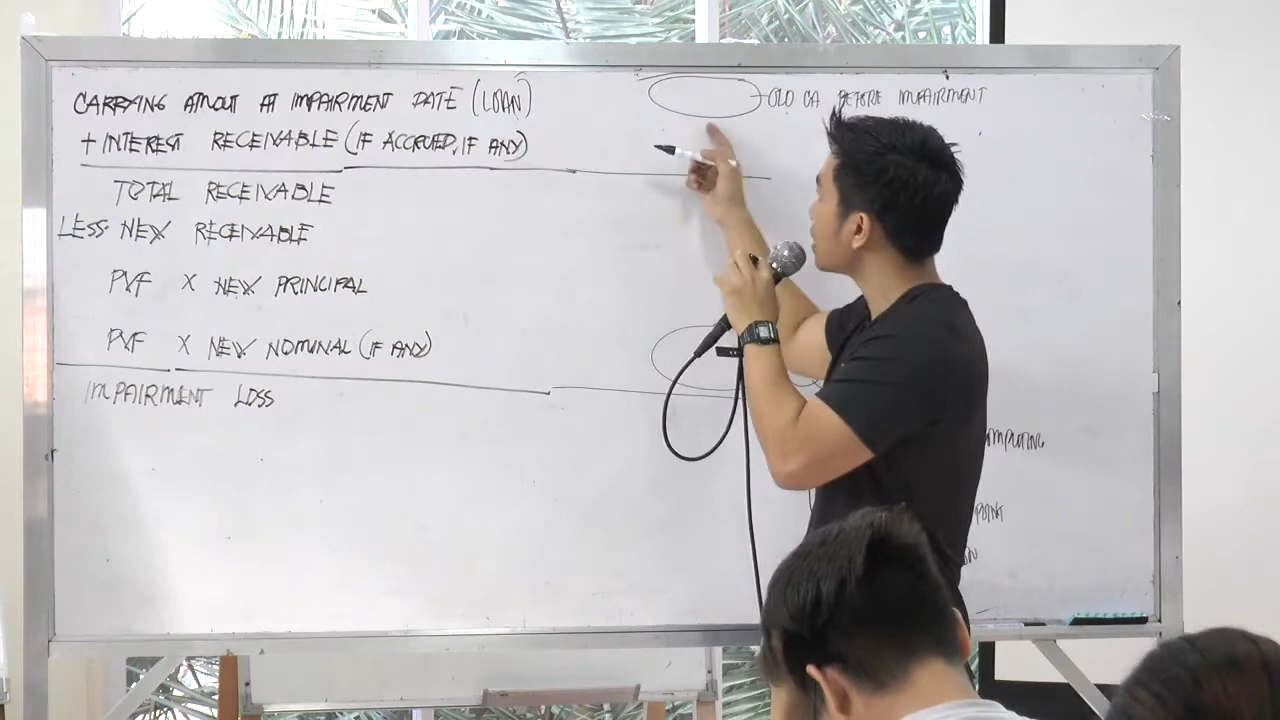 CARRYING AMOUT AT IMPAIRMENT DATE (LOAN)
OLD CA BEFORE IMPAIRMENT
+ INTEREST RECEIVABLE (IF ACCRUED, IF ANY)
TOTAL RECEIVABLE
LESS: NEW RECEIVABLE
PVF X NEW PRINCIPAL
PVF X NEW NOMINAL (IF ANY)
IMPAIRMENT LOSS